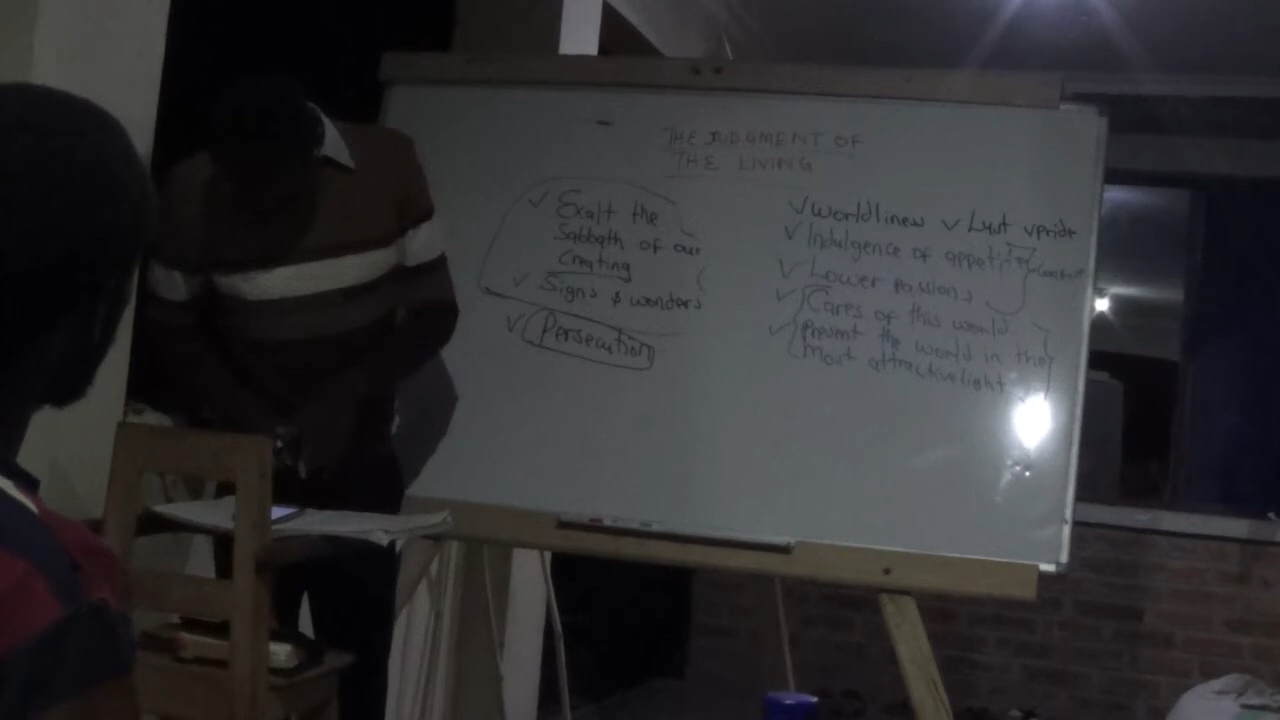 THE JUDGMENT OF
THE LIVING
✓ Exalt the
Sabbath of our
Creating
✓ Signs & wonders
✓ Persecution
✓ Worldliness ✓ Lust ✓ pride
✓ Indulgence of appetite
✓ Lower passions
✓ Cares of this world
✓ Present the world in the
most attractive light